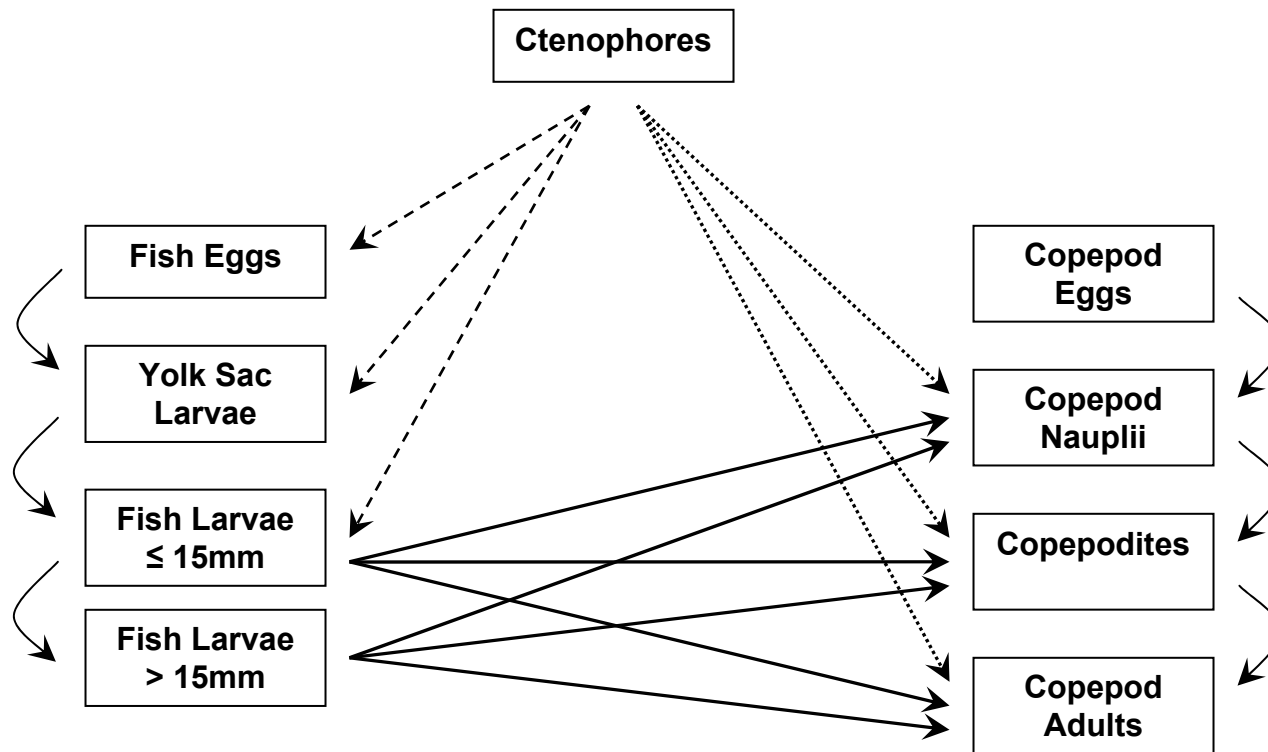 Ctenophores
Fish Eggs
Yolk Sac
Larvae
Fish Larvae
≤ 15mm
Fish Larvae
> 15mm
Copepod
Eggs
Copepod
Nauplii
Copepodites
Copepod
Adults